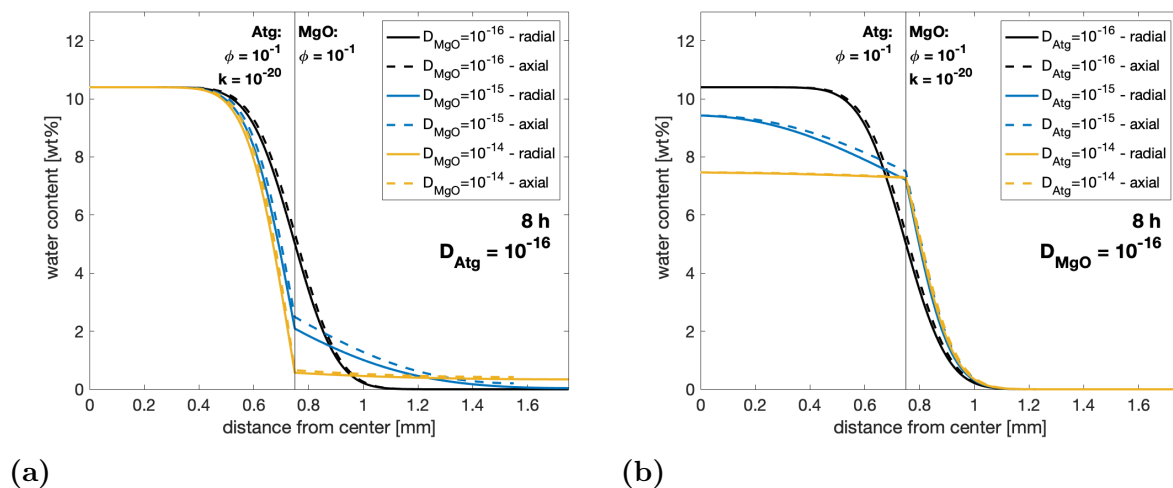 Atg:
ϕ = 10⁻¹
k = 10⁻²⁰
MgO:
ϕ = 10⁻¹
D_MgO=10⁻¹⁶ - radial
D_MgO=10⁻¹⁶ - axial
D_MgO=10⁻¹⁵ - radial
D_MgO=10⁻¹⁵ - axial
D_MgO=10⁻¹⁴ - radial
D_MgO=10⁻¹⁴ - axial
8 h
D_Atg = 10⁻¹⁶
water content [wt%]
12
10
8
6
4
2
0
0 0.2 0.4 0.6 0.8 1 1.2 1.4 1.6
distance from center [mm]
(a)
Atg:
ϕ = 10⁻¹
MgO:
ϕ = 10⁻¹
k = 10⁻²⁰
D_Atg=10⁻¹⁶ - radial
D_Atg=10⁻¹⁶ - axial
D_Atg=10⁻¹⁵ - radial
D_Atg=10⁻¹⁵ - axial
D_Atg=10⁻¹⁴ - radial
D_Atg=10⁻¹⁴ - axial
8 h
D_MgO = 10⁻¹⁶
water content [wt%]
12
10
8
6
4
2
0
0 0.2 0.4 0.6 0.8 1 1.2 1.4 1.6
distance from center [mm]
(b)